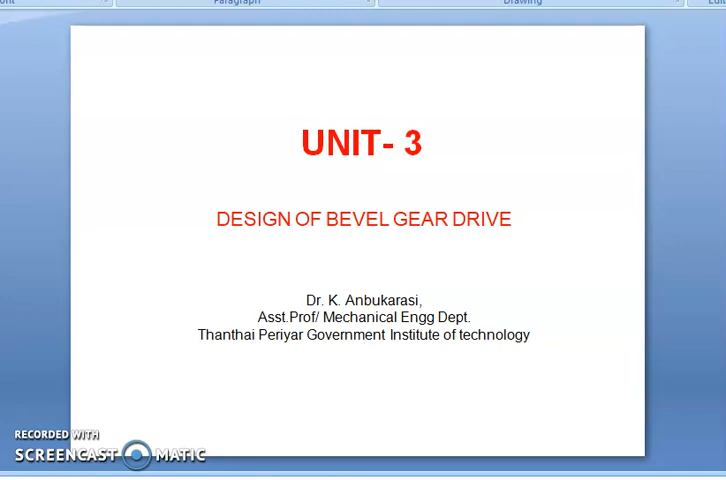 Paragraph
Drawing
UNIT- 3
DESIGN OF BEVEL GEAR DRIVE
Dr. K. Anbukarasi,
Asst.Prof/ Mechanical Engg Dept.
Thanthai Periyar Government Institute of technology
RECORDED WITH
SCREENCAST MATIC